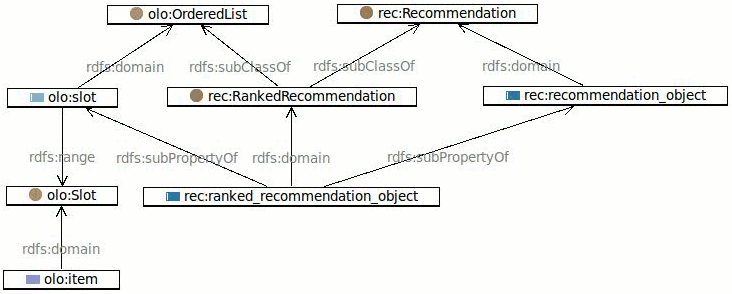 olo:OrderedList
rec:Recommendation
rdfs:domain
rdfs:subClassOf
rdfs:subClassOf
rdfs:domain
olo:slot
rec:RankedRecommendation
rec:recommendation_object
rdfs:range
rdfs:subPropertyOf
rdfs:domain
rdfs:subPropertyOf
olo:Slot
rec:ranked_recommendation_object
rdfs:domain
olo:item